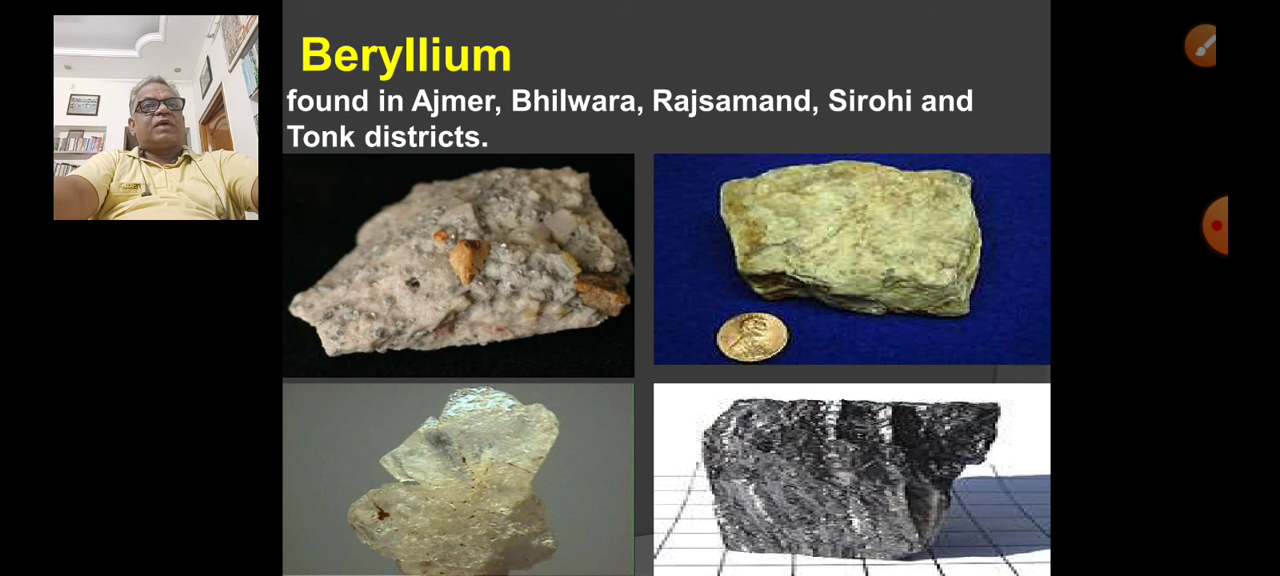 Beryllium
found in Ajmer, Bhilwara, Rajsamand, Sirohi and
Tonk districts.